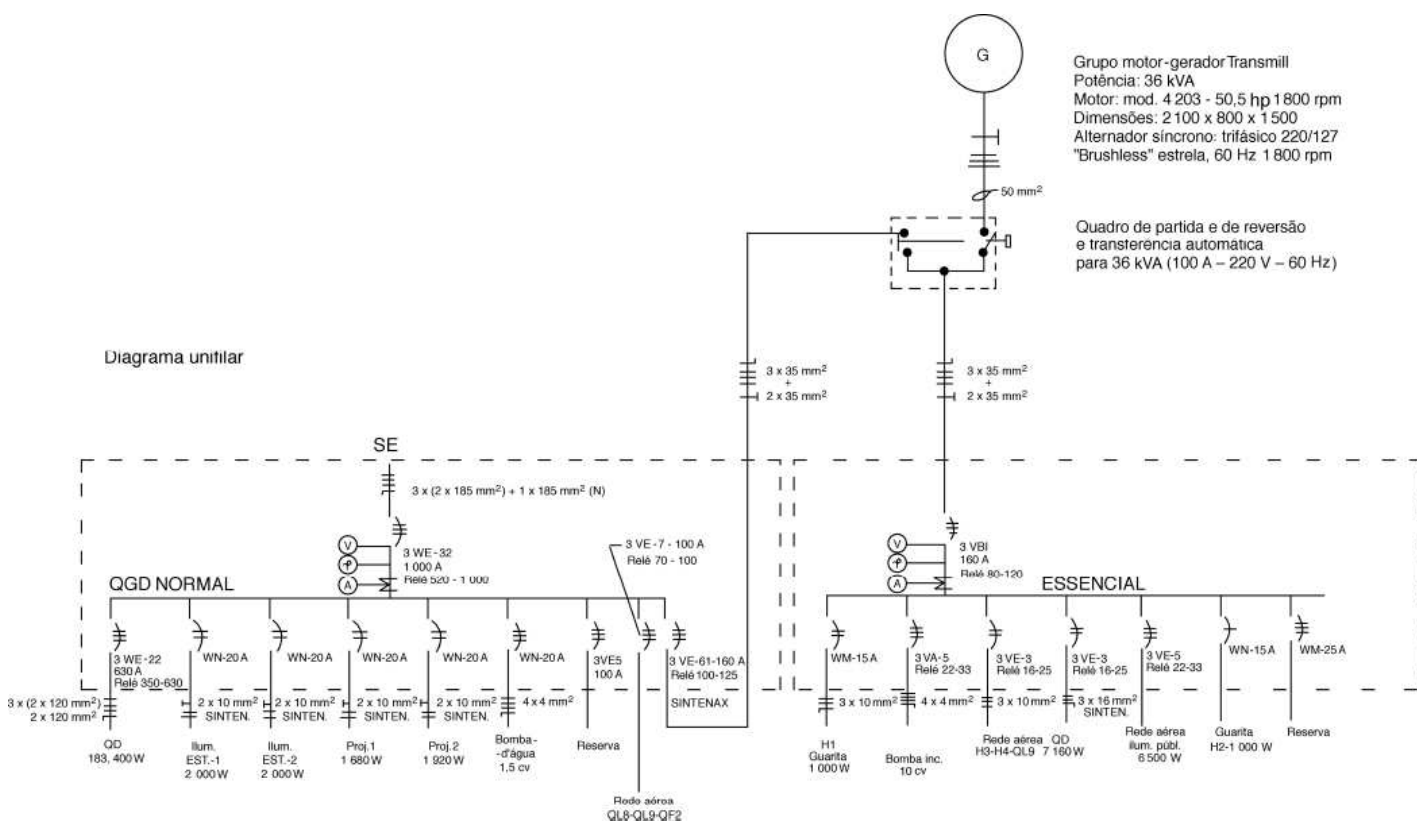 G
Grupo motor-gerador Transmill
Potência: 36 kVA
Motor: mod. 4 203 - 50,5 hp 1 800 rpm
Dimensões: 2 100 x 800 x 1 500
Alternador síncrono: trifásico 220/127
"Brushless" estrela, 60 Hz 1 800 rpm
50 mm²
Quadro de partida e de reversão
e transferência automática
para 36 kVA (100 A – 220 V – 60 Hz)
Diagrama unifilar
3 x 35 mm²
+
2 x 35 mm²
3 x 35 mm²
+
2 x 35 mm²
SE
3 x (2 x 185 mm²) + 1 x 185 mm² (N)
V
A
3 WE-32
1 000 A
Relé 520 - 1 000
3 VE-7 - 100 A
Relé 70 - 100
QGD NORMAL
3 WE-22
630 A
Relé 350-630
WN-20 A
WN-20 A
WN-20 A
WN-20 A
WN-20 A
3VE5
100 A
3 VE-61-160 A
Relé 100-125
SINTENAX
3 x (2 x 120 mm²)
2 x 120 mm²
2 x 10 mm²
SINTEN.
2 x 10 mm²
SINTEN.
2 x 10 mm²
SINTEN.
2 x 10 mm²
SINTEN.
4 x 4 mm²
QD
183, 400 W
Ilum.
EST.-1
2 000 W
Ilum.
EST.-2
2 000 W
Proj.1
1 680 W
Proj.2
1 920 W
Bomba-
-d'água
1,5 cv
Reserva
Rede aérea
QL8-QL9-QF2
V
A
3 VBI
160 A
Relé 80-120
ESSENCIAL
WM-15 A
3 VA-5
Relé 22-33
3 VE-3
Relé 16-25
3 VE-3
Relé 16-25
3 VE-5
Relé 22-33
WN-15 A
WM-25 A
3 x 10 mm²
4 x 4 mm²
3 x 10 mm²
3 x 16 mm²
SINTEN.
H1
Guarita
1 000 W
Bomba inc.
10 cv
Rede aérea
H3-H4-QL9
QD
7 160 W
Rede aérea
ilum. públ.
6 500 W
Guarita
H2-1 000 W
Reserva